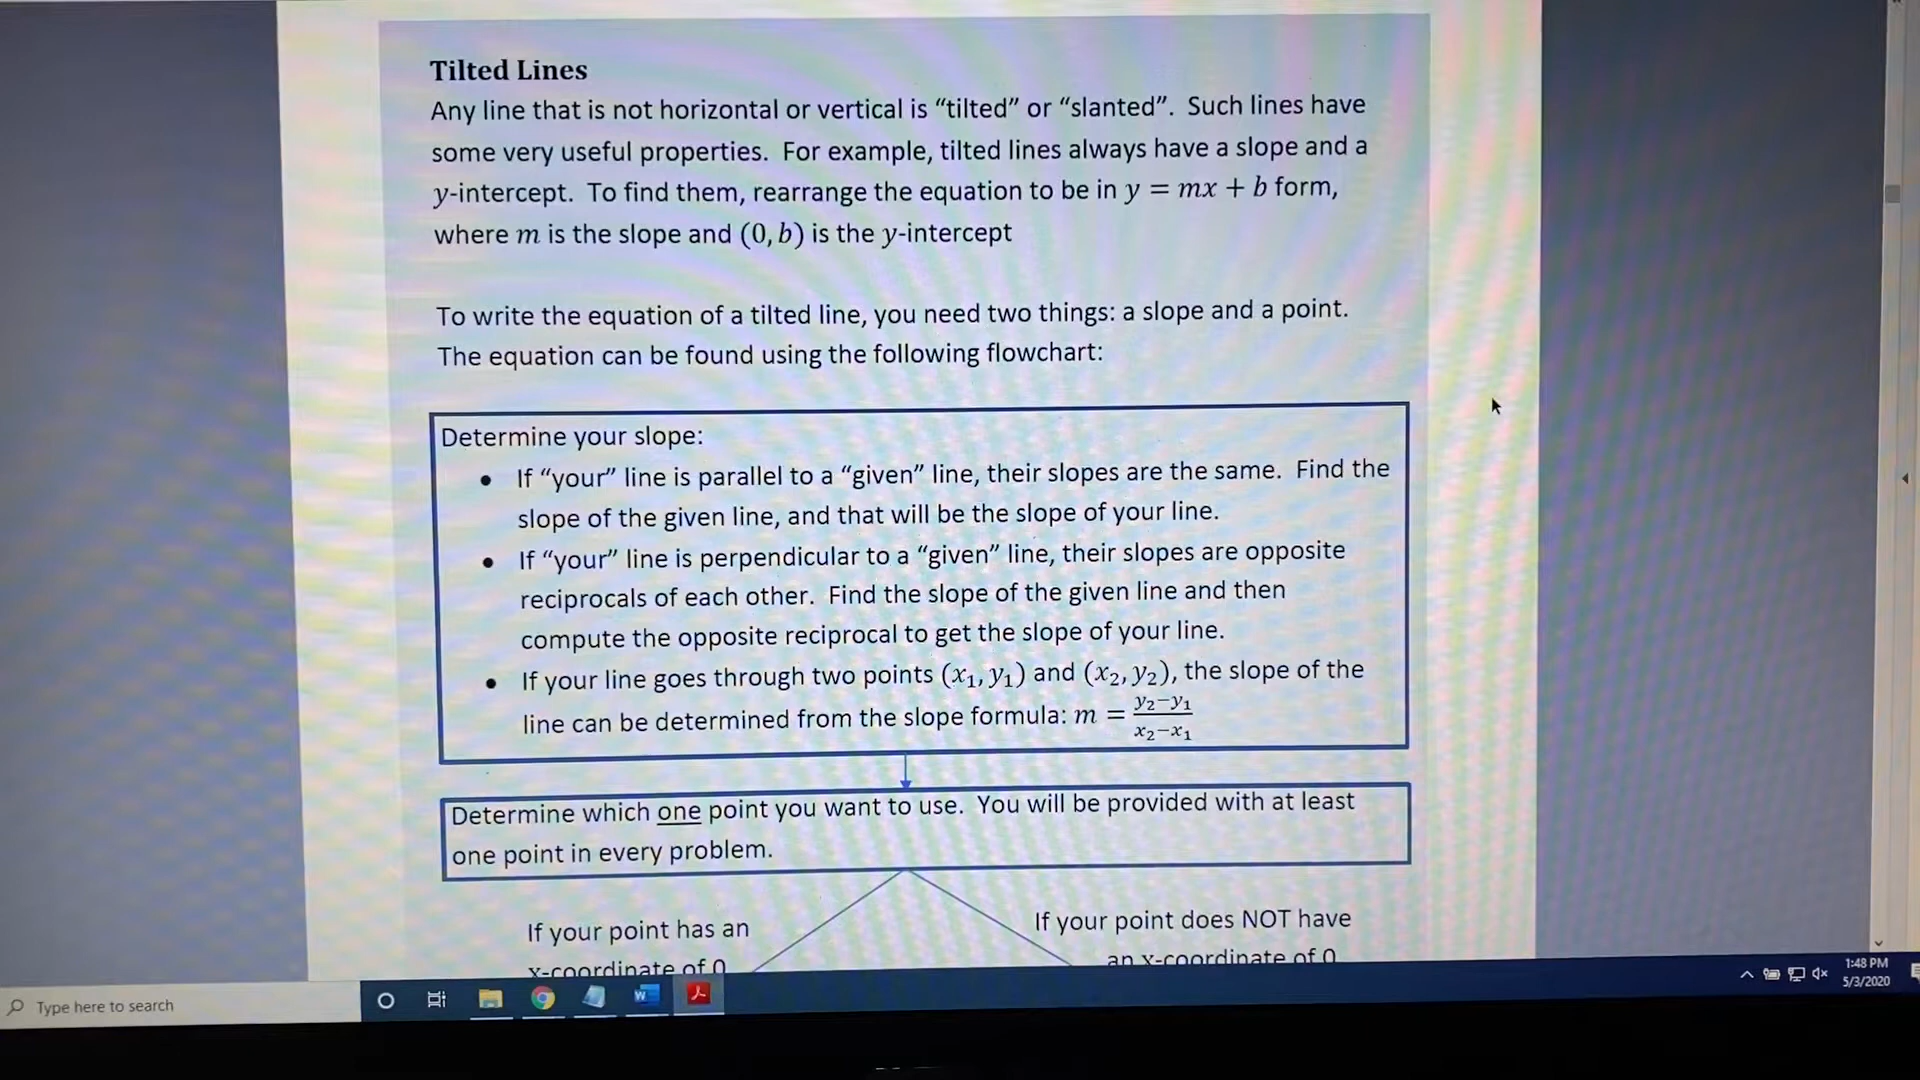 Tilted Lines
Any line that is not horizontal or vertical is “tilted” or “slanted”. Such lines have
some very useful properties. For example, tilted lines always have a slope and a
y-intercept. To find them, rearrange the equation to be in y = mx + b form,
where m is the slope and (0, b) is the y-intercept
To write the equation of a tilted line, you need two things: a slope and a point.
The equation can be found using the following flowchart:
Determine your slope:
• If “your” line is parallel to a “given” line, their slopes are the same. Find the
slope of the given line, and that will be the slope of your line.
• If “your” line is perpendicular to a “given” line, their slopes are opposite
reciprocals of each other. Find the slope of the given line and then
compute the opposite reciprocal to get the slope of your line.
• If your line goes through two points (x₁, y₁) and (x₂, y₂), the slope of the
line can be determined from the slope formula: m = (y₂−y₁)/(x₂−x₁)
Determine which one point you want to use. You will be provided with at least
one point in every problem.
If your point has an
x-coordinate of 0
If your point does NOT have
an x-coordinate of 0
Type here to search
1:48 PM
5/3/2020